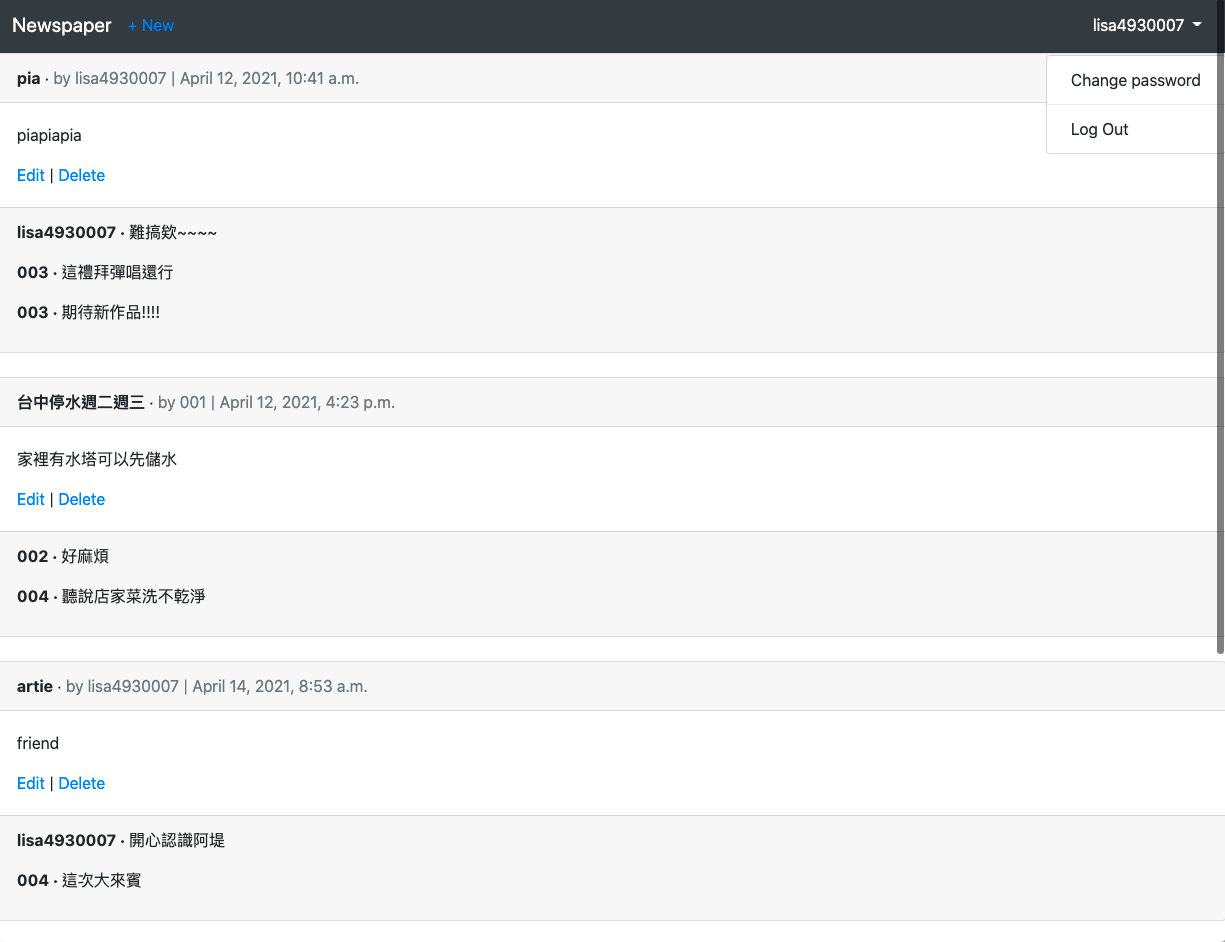 Newspaper + New lisa4930007
Change password
Log Out
pia · by lisa4930007 | April 12, 2021, 10:41 a.m.
piapiapia
Edit | Delete
lisa4930007 · 難搞欸~~~~
003 · 這禮拜彈唱還行
003 · 期待新作品!!!!
台中停水週二週三 · by 001 | April 12, 2021, 4:23 p.m.
家裡有水塔可以先儲水
Edit | Delete
002 · 好麻煩
004 · 聽說店家菜洗不乾淨
artie · by lisa4930007 | April 14, 2021, 8:53 a.m.
friend
Edit | Delete
lisa4930007 · 開心認識阿堤
004 · 這次大來賓